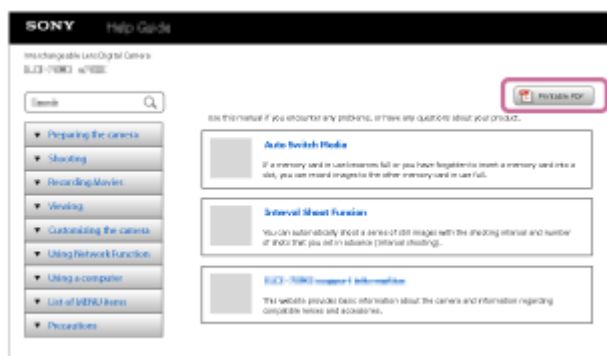 SONY
Help Guide
Interchangeable Lens Digital Camera
Search
Printable PDF
Use this manual if you encounter any problems, or have any questions about your product.
▼ Preparing the camera
▼ Shooting
▼ Recording Movies
▼ Viewing
▼ Customizing the camera
▼ Using Network Function
▼ Using a computer
▼ List of MENU items
▼ Precautions
Auto Switch Media
If a memory card in use becomes full or you have forgotten to insert a memory card into a
slot, you can record images to the other memory card in use full.
Interval Shoot Funsion
You can automatically shoot a series of still images with the shooting interval and number
of shots that you set in advance (Interval shooting).
support information
This website provides basic information about the camera and information regarding
compatible lenses and accessories.